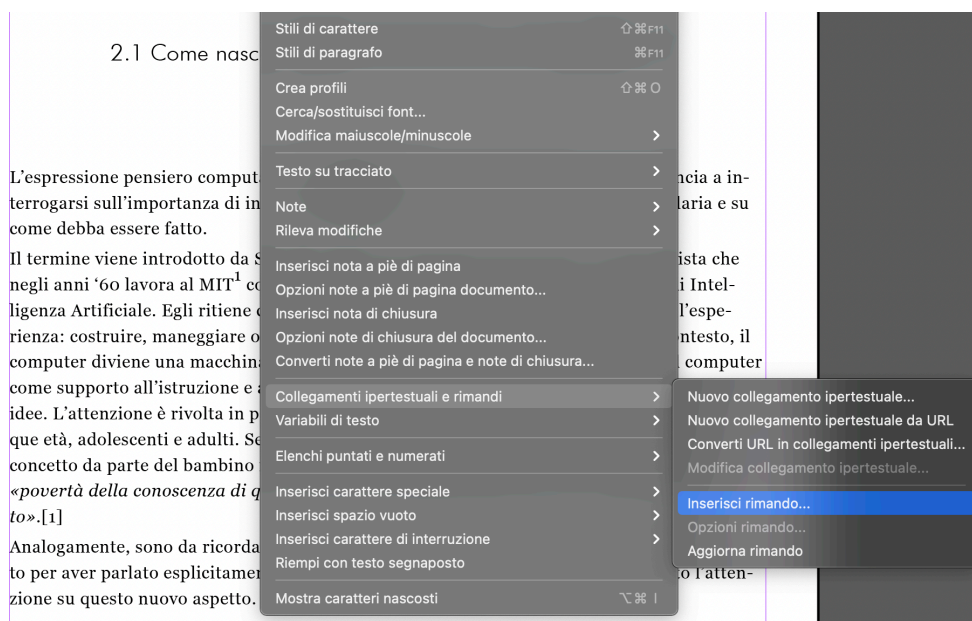 Stili di carattere ⇧⌘F11
2.1 Come nasc
Stili di paragrafo ⌘F11
Crea profili ⇧⌘O
Cerca/sostituisci font...
Modifica maiuscole/minuscole
Testo su tracciato
Note
Rileva modifiche
Inserisci nota a piè di pagina
Opzioni note a piè di pagina documento...
Inserisci nota di chiusura
Opzioni note di chiusura del documento...
Converti note a piè di pagina e note di chiusura...
Collegamenti ipertestuali e rimandi
Variabili di testo
Elenchi puntati e numerati
Inserisci carattere speciale
Inserisci spazio vuoto
Inserisci carattere di interruzione
Riempi con testo segnaposto
Mostra caratteri nascosti ⌥⌘I
Nuovo collegamento ipertestuale...
Nuovo collegamento ipertestuale da URL
Converti URL in collegamenti ipertestuali...
Modifica collegamento ipertestuale...
Inserisci rimando...
Opzioni rimando...
Aggiorna rimando
L'espressione pensiero comput ncia a in-
terrogarsi sull'importanza di in laria e su
come debba essere fatto.
Il termine viene introdotto da S ista che
negli anni '60 lavora al MIT¹ co i Intel-
ligenza Artificiale. Egli ritiene l'espe-
rienza: costruire, maneggiare o ntesto, il
computer diviene una macchina computer
come supporto all'istruzione e a
idee. L'attenzione è rivolta in p
que età, adolescenti e adulti. Se
concetto da parte del bambino
«povertà della conoscenza di q
to».[1]
Analogamente, sono da ricorda
to per aver parlato esplicitamen to l'atten-
zione su questo nuovo aspetto.